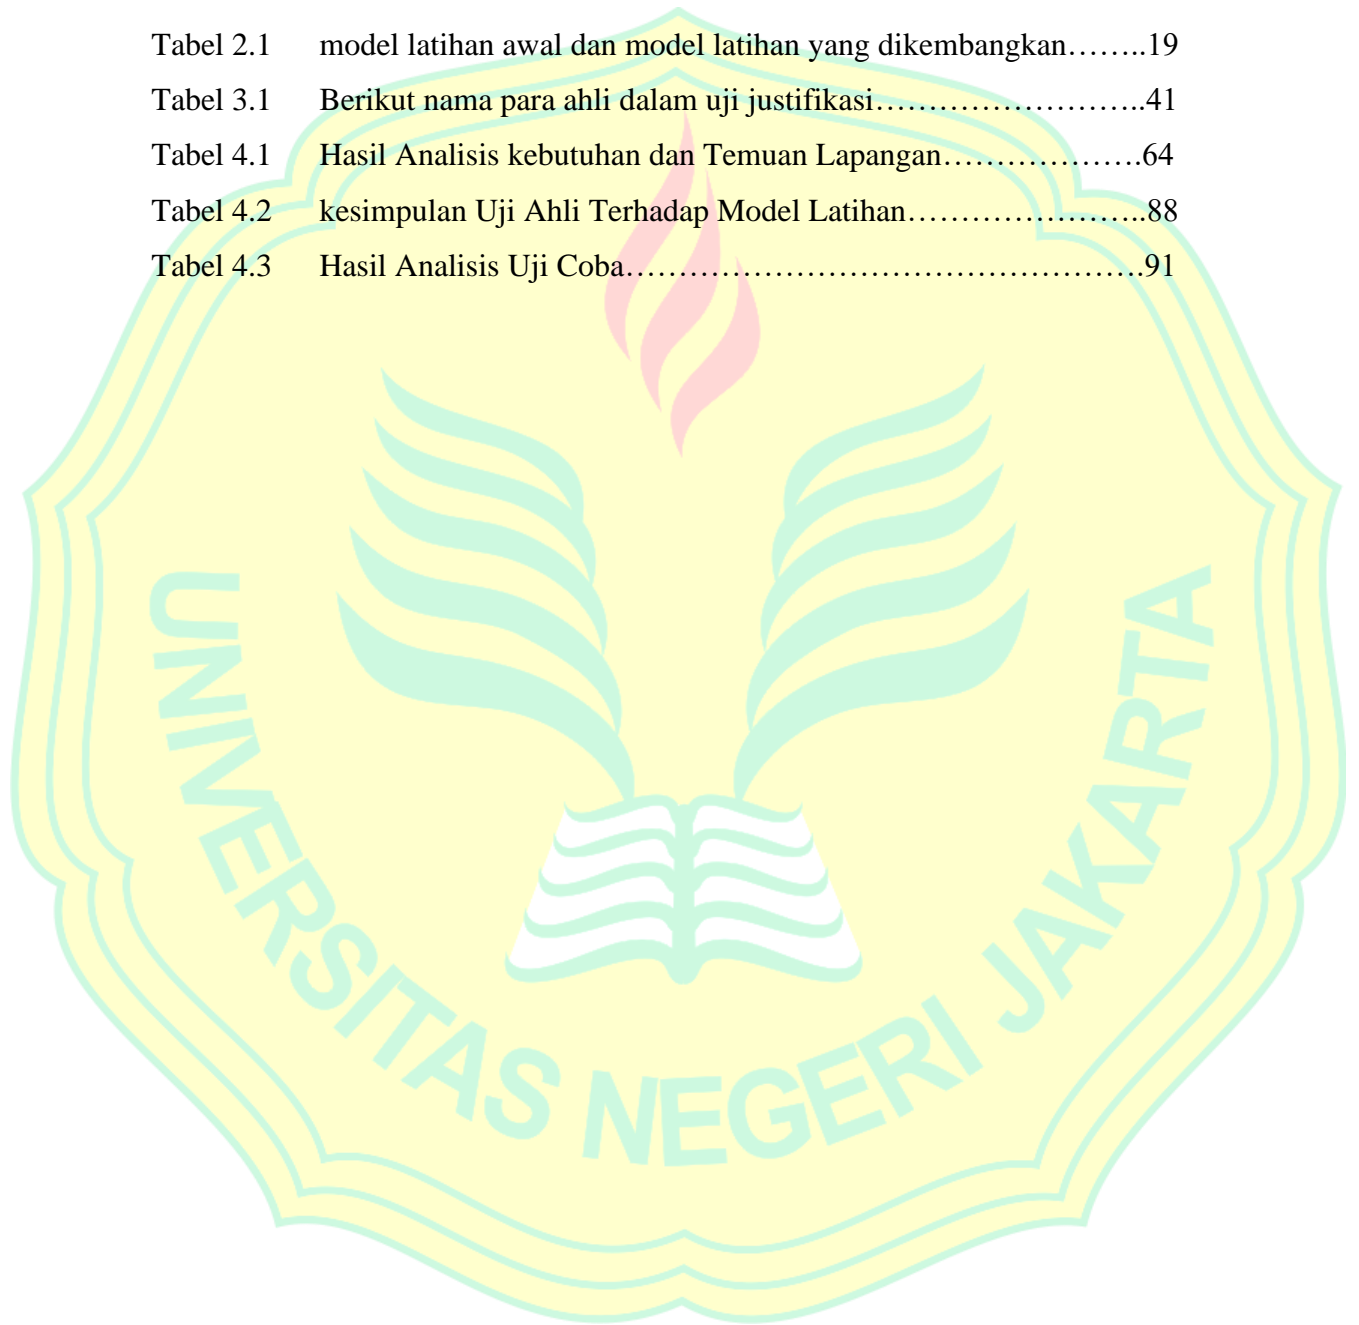 Tabel 2.1 model latihan awal dan model latihan yang dikembangkan……..19
Tabel 3.1 Berikut nama para ahli dalam uji justifikasi……………………..41
Tabel 4.1 Hasil Analisis kebutuhan dan Temuan Lapangan……………….64
Tabel 4.2 kesimpulan Uji Ahli Terhadap Model Latihan…………………..88
Tabel 4.3 Hasil Analisis Uji Coba………………………………………….91
UNIVERSITAS NEGERI JAKARTA